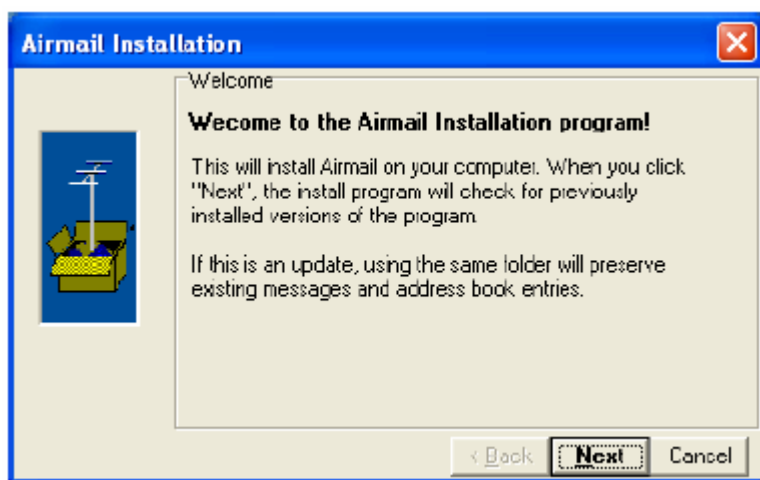 Airmail Installation
Welcome
Wecome to the Airmail Installation program!
This will install Airmail on your computer. When you click
"Next", the install program will check for previously
installed versions of the program.
If this is an update, using the same folder will preserve
existing messages and address book entries.
< Back
Next
Cancel